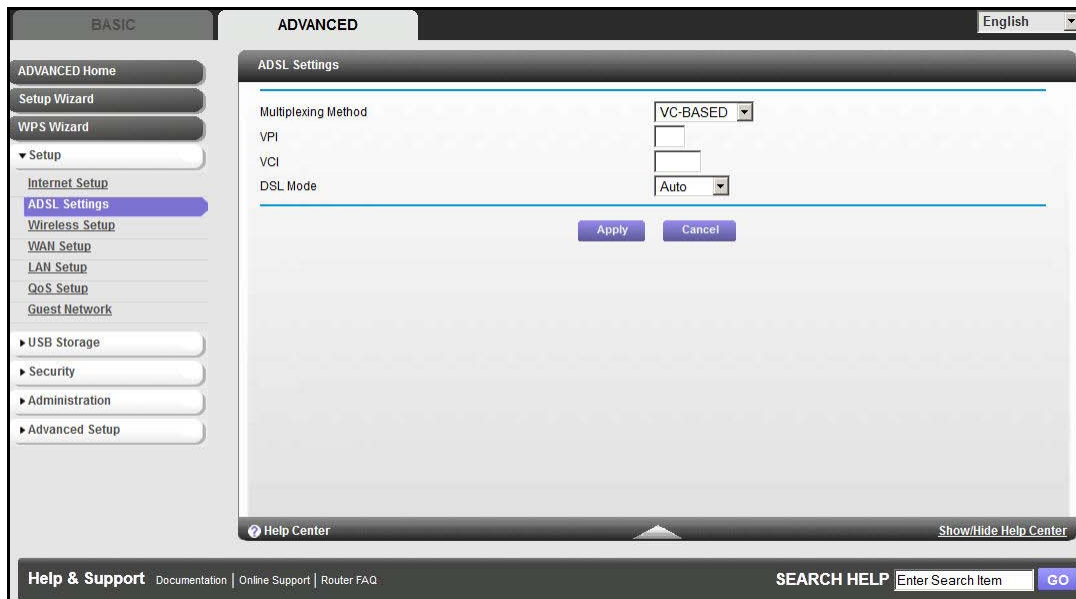 BASIC
ADVANCED
English
ADVANCED Home
Setup Wizard
WPS Wizard
Setup
Internet Setup
ADSL Settings
Wireless Setup
WAN Setup
LAN Setup
QoS Setup
Guest Network
USB Storage
Security
Administration
Advanced Setup
ADSL Settings
Multiplexing Method VC-BASED
VPI
VCI
DSL Mode Auto
Apply Cancel
? Help Center Show/Hide Help Center
Help & Support Documentation | Online Support | Router FAQ SEARCH HELP Enter Search Item GO